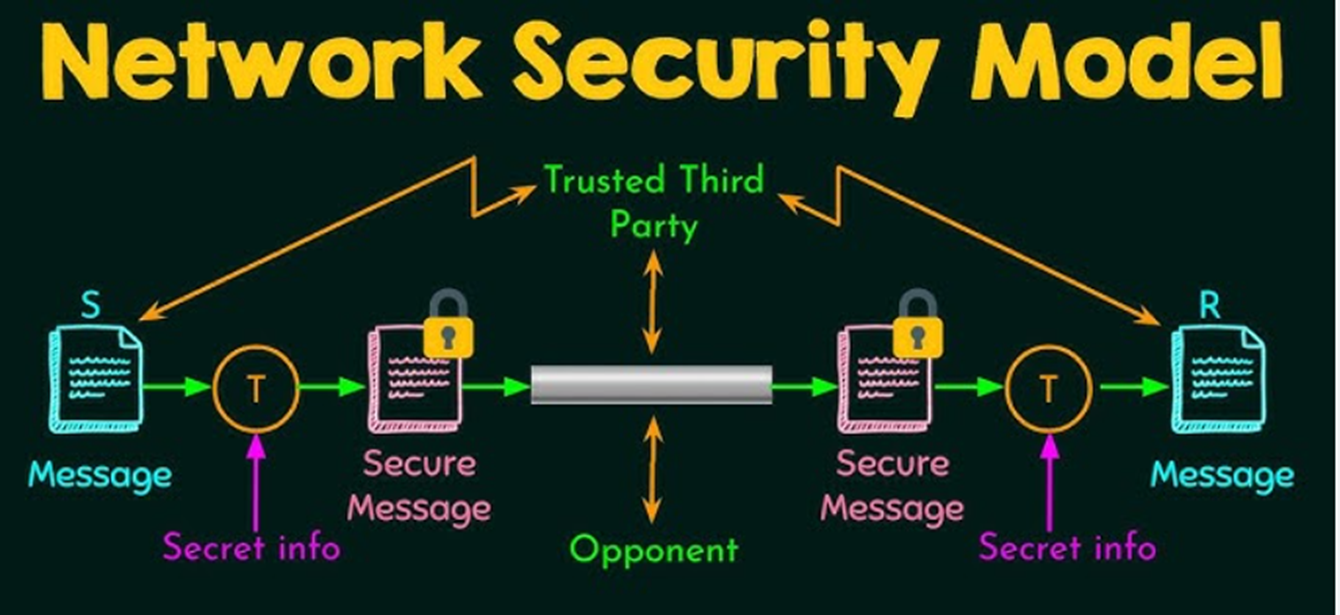 Network Security Model
Trusted Third
Party
S
R
T
T
Message
Secure
Message
Secure
Message
Message
Secret info
Opponent
Secret info